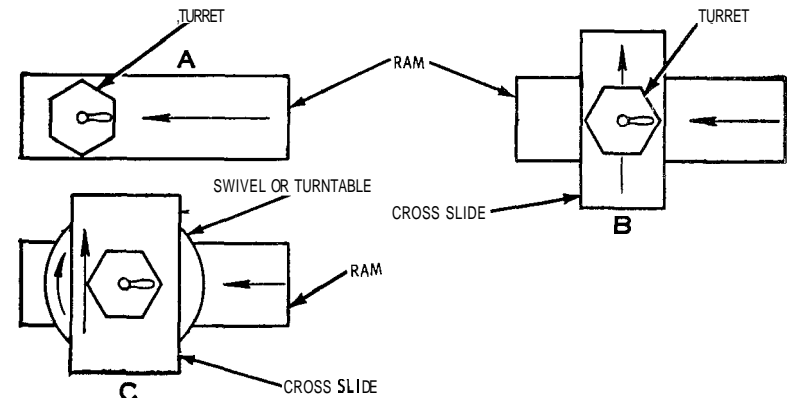 TURRET
A
RAM
TURRET
SWIVEL OR TURNTABLE
CROSS SLIDE
B
RAM
CROSS SLIDE
C